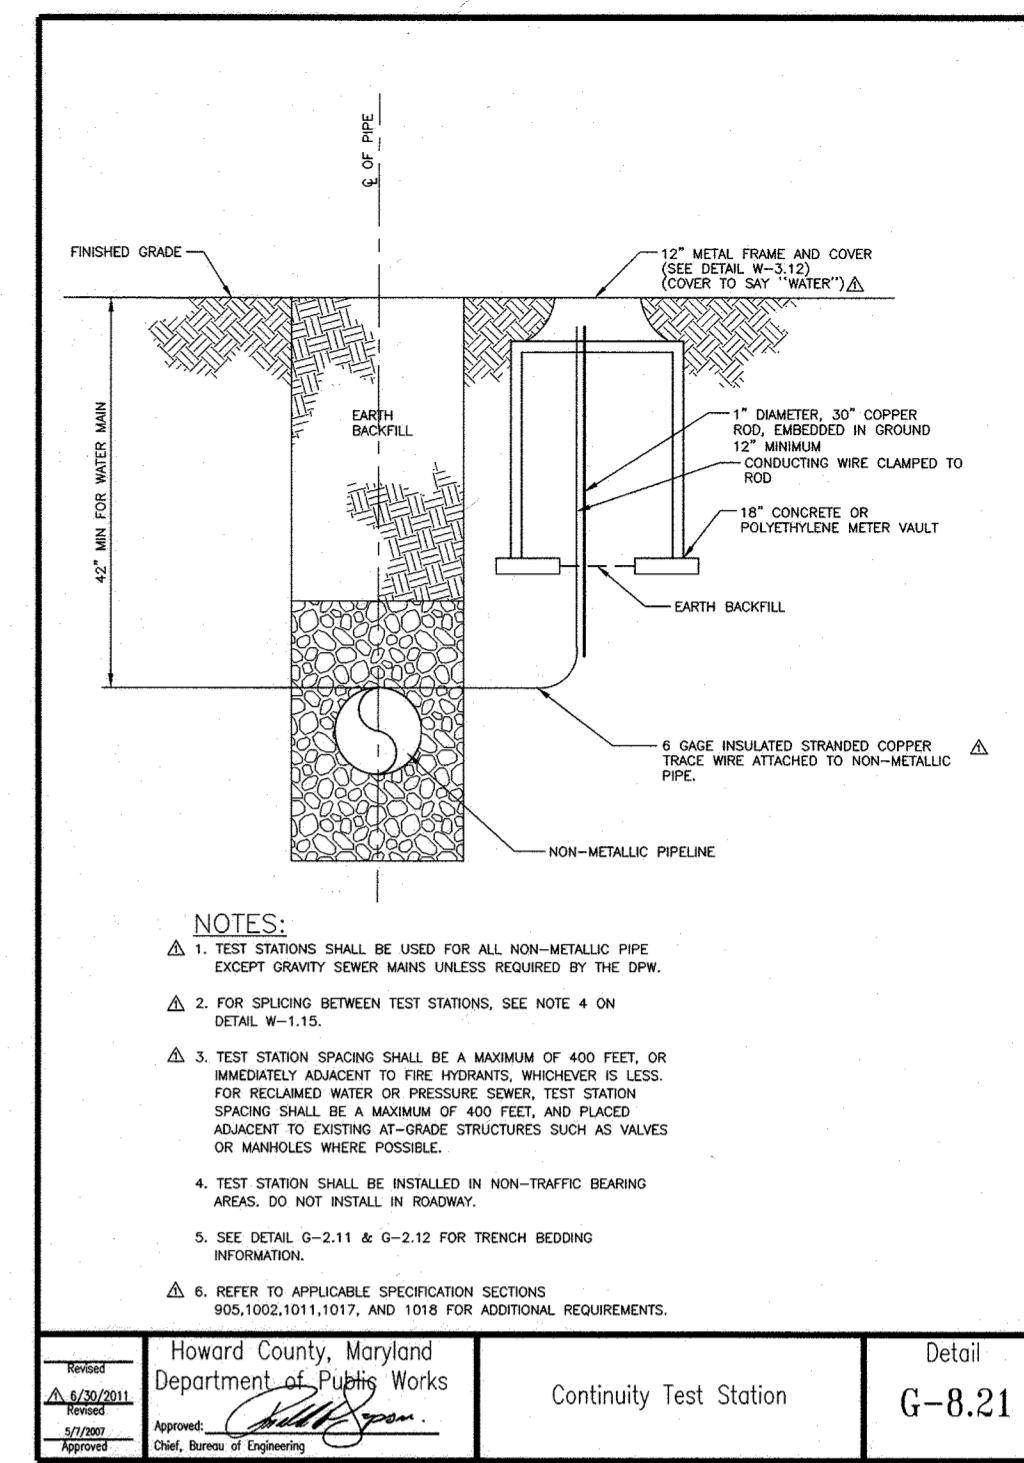 ℄ OF PIPE
FINISHED GRADE
12" METAL FRAME AND COVER
(SEE DETAIL W-3.12)
(COVER TO SAY "WATER") 1
42" MIN FOR WATER MAIN
EARTH
BACKFILL
1" DIAMETER, 30" COPPER
ROD, EMBEDDED IN GROUND
12" MINIMUM
CONDUCTING WIRE CLAMPED TO
ROD
18" CONCRETE OR
POLYETHYLENE METER VAULT
EARTH BACKFILL
6 GAGE INSULATED STRANDED COPPER 1
TRACE WIRE ATTACHED TO NON-METALLIC
PIPE.
NON-METALLIC PIPELINE
NOTES:
1 1. TEST STATIONS SHALL BE USED FOR ALL NON-METALLIC PIPE
EXCEPT GRAVITY SEWER MAINS UNLESS REQUIRED BY THE DPW.
1 2. FOR SPLICING BETWEEN TEST STATIONS, SEE NOTE 4 ON
DETAIL W-1.15.
1 3. TEST STATION SPACING SHALL BE A MAXIMUM OF 400 FEET, OR
IMMEDIATELY ADJACENT TO FIRE HYDRANTS, WHICHEVER IS LESS.
FOR RECLAIMED WATER OR PRESSURE SEWER, TEST STATION
SPACING SHALL BE A MAXIMUM OF 400 FEET, AND PLACED
ADJACENT TO EXISTING AT-GRADE STRUCTURES SUCH AS VALVES
OR MANHOLES WHERE POSSIBLE.
4. TEST STATION SHALL BE INSTALLED IN NON-TRAFFIC BEARING
AREAS. DO NOT INSTALL IN ROADWAY.
5. SEE DETAIL G-2.11 & G-2.12 FOR TRENCH BEDDING
INFORMATION.
1 6. REFER TO APPLICABLE SPECIFICATION SECTIONS
905,1002,1011,1017, AND 1018 FOR ADDITIONAL REQUIREMENTS.
Revised
1 6/30/2011
Revised
5/7/2007
Approved
Howard County, Maryland
Department of Public Works
Approved:
Chief, Bureau of Engineering
Continuity Test Station
Detail
G-8.21